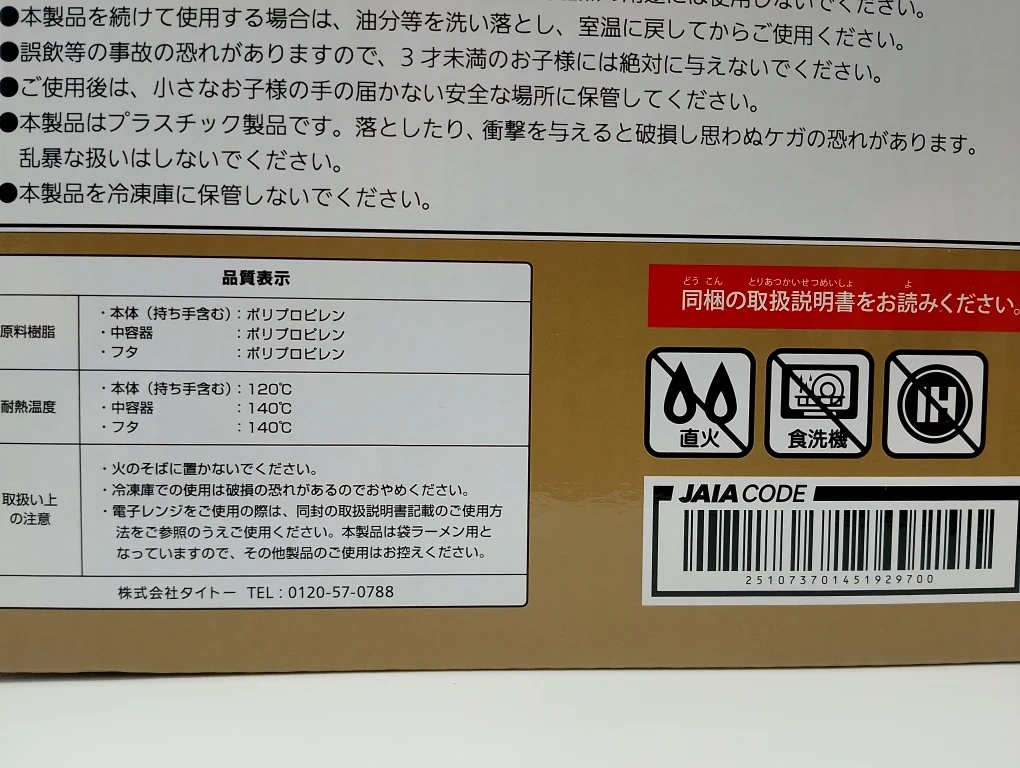 使用しないでください。
●本製品を続けて使用する場合は、油分等を洗い落とし、室温に戻してからご使用ください。
●誤飲等の事故の恐れがありますので、3才未満のお子様には絶対に与えないでください。
●ご使用後は、小さなお子様の手の届かない安全な場所に保管してください。
●本製品はプラスチック製品です。落としたり、衝撃を与えると破損し思わぬケガの恐れがあります。
乱暴な扱いはしないでください。
●本製品を冷凍庫に保管しないでください。
品質表示
原料樹脂
・本体（持ち手含む）：ポリプロピレン
・中容器 ：ポリプロピレン
・フタ ：ポリプロピレン
耐熱温度
・本体（持ち手含む）：120℃
・中容器 ：140℃
・フタ ：140℃
取扱い上
の注意
・火のそばに置かないでください。
・冷凍庫での使用は破損の恐れがあるのでおやめください。
・電子レンジをご使用の際は、同封の取扱説明書記載のご使用方
法をご参照のうえご使用ください。本製品は袋ラーメン用と
なっていますので、その他製品のご使用はお控えください。
株式会社タイトー TEL：0120-57-0788
どうこん とりあつかいせつめいしょ よ
同梱の取扱説明書をお読みください。
直火
食洗機
IH
JAIA CODE
251073701451929700